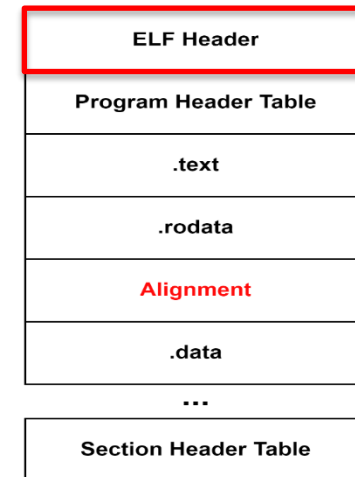 ELF Header
Program Header Table
.text
.rodata
Alignment
.data
...
Section Header Table